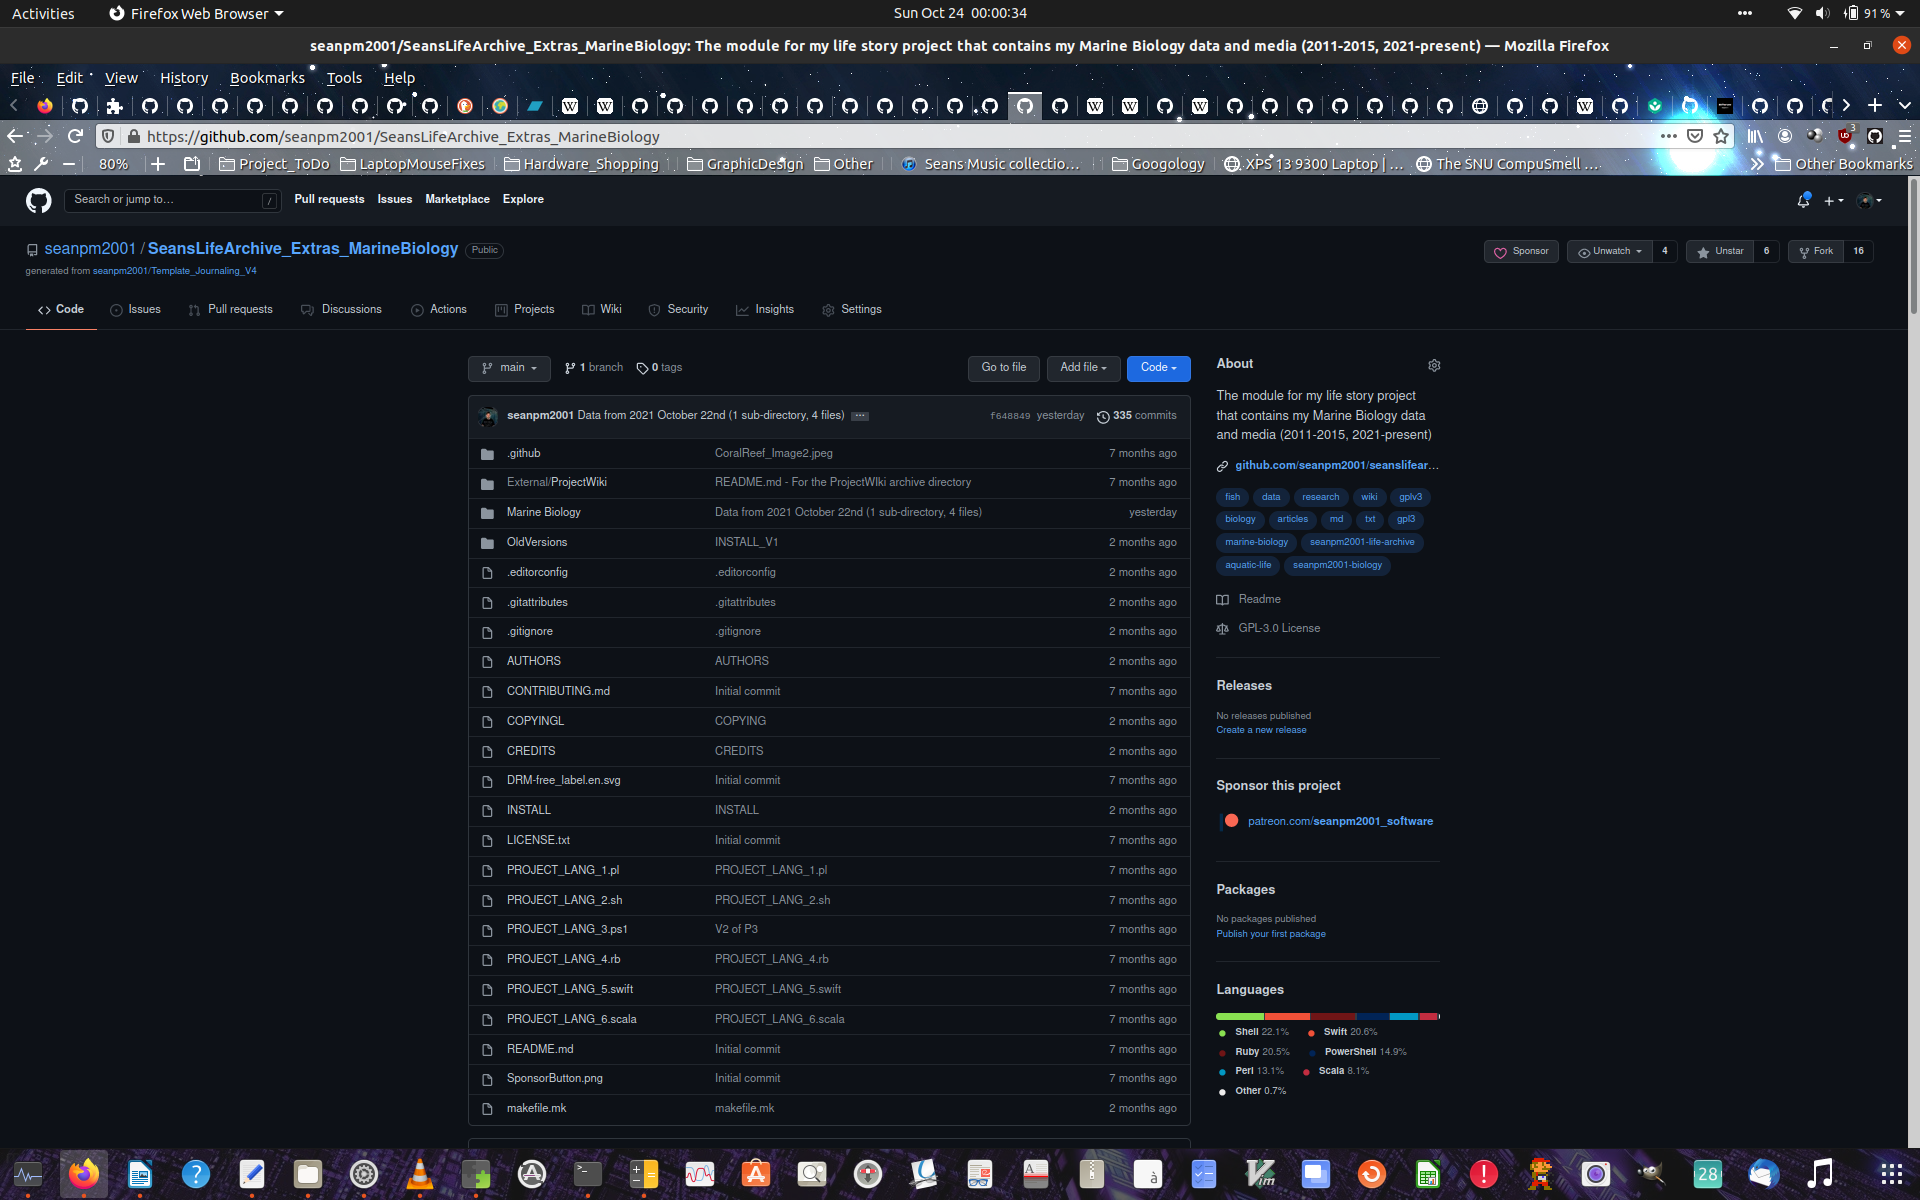 Activities Firefox Web Browser Sun Oct 24 00:00:34 91 %
seanpm2001/SeansLifeArchive_Extras_MarineBiology: The module for my life story project that contains my Marine Biology data and media (2011-2015, 2021-present) — Mozilla Firefox
File Edit View History Bookmarks Tools Help
https://github.com/seanpm2001/SeansLifeArchive_Extras_MarineBiology 3
80% Project_ToDo LaptopMouseFixes Hardware_Shopping GraphicDesign Other Seans Music collectio… Googology XPS 13 9300 Laptop | … The SNU CompuSmell … Other Bookmarks
Search or jump to… / Pull requests Issues Marketplace Explore
seanpm2001 / SeansLifeArchive_Extras_MarineBiology Public Sponsor Unwatch 4 Unstar 6 Fork 16
generated from seanpm2001/Template_Journaling_V4
Code Issues Pull requests Discussions Actions Projects Wiki Security Insights Settings
main 1 branch 0 tags Go to file Add file Code
seanpm2001 Data from 2021 October 22nd (1 sub-directory, 4 files) ... f648849 yesterday 335 commits
.github CoralReef_Image2.jpeg 7 months ago
External/ProjectWiki README.md - For the ProjectWIki archive directory 7 months ago
Marine Biology Data from 2021 October 22nd (1 sub-directory, 4 files) yesterday
OldVersions INSTALL_V1 2 months ago
.editorconfig .editorconfig 2 months ago
.gitattributes .gitattributes 2 months ago
.gitignore .gitignore 2 months ago
AUTHORS AUTHORS 2 months ago
CONTRIBUTING.md Initial commit 7 months ago
COPYINGL COPYING 2 months ago
CREDITS CREDITS 2 months ago
DRM-free_label.en.svg Initial commit 7 months ago
INSTALL INSTALL 2 months ago
LICENSE.txt Initial commit 7 months ago
PROJECT_LANG_1.pl PROJECT_LANG_1.pl 7 months ago
PROJECT_LANG_2.sh PROJECT_LANG_2.sh 7 months ago
PROJECT_LANG_3.ps1 V2 of P3 7 months ago
PROJECT_LANG_4.rb PROJECT_LANG_4.rb 7 months ago
PROJECT_LANG_5.swift PROJECT_LANG_5.swift 7 months ago
PROJECT_LANG_6.scala PROJECT_LANG_6.scala 7 months ago
README.md Initial commit 7 months ago
SponsorButton.png Initial commit 7 months ago
makefile.mk makefile.mk 2 months ago
About
The module for my life story project
that contains my Marine Biology data
and media (2011-2015, 2021-present)
github.com/seanpm2001/seanslifear…
fish data research wiki gplv3
biology articles md txt gpl3
marine-biology seanpm2001-life-archive
aquatic-life seanpm2001-biology
Readme
GPL-3.0 License
Releases
No releases published
Create a new release
Sponsor this project
patreon.com/seanpm2001_software
Packages
No packages published
Publish your first package
Languages
Shell 22.1% Swift 20.6%
Ruby 20.5% PowerShell 14.9%
Perl 13.1% Scala 8.1%
Other 0.7%
28